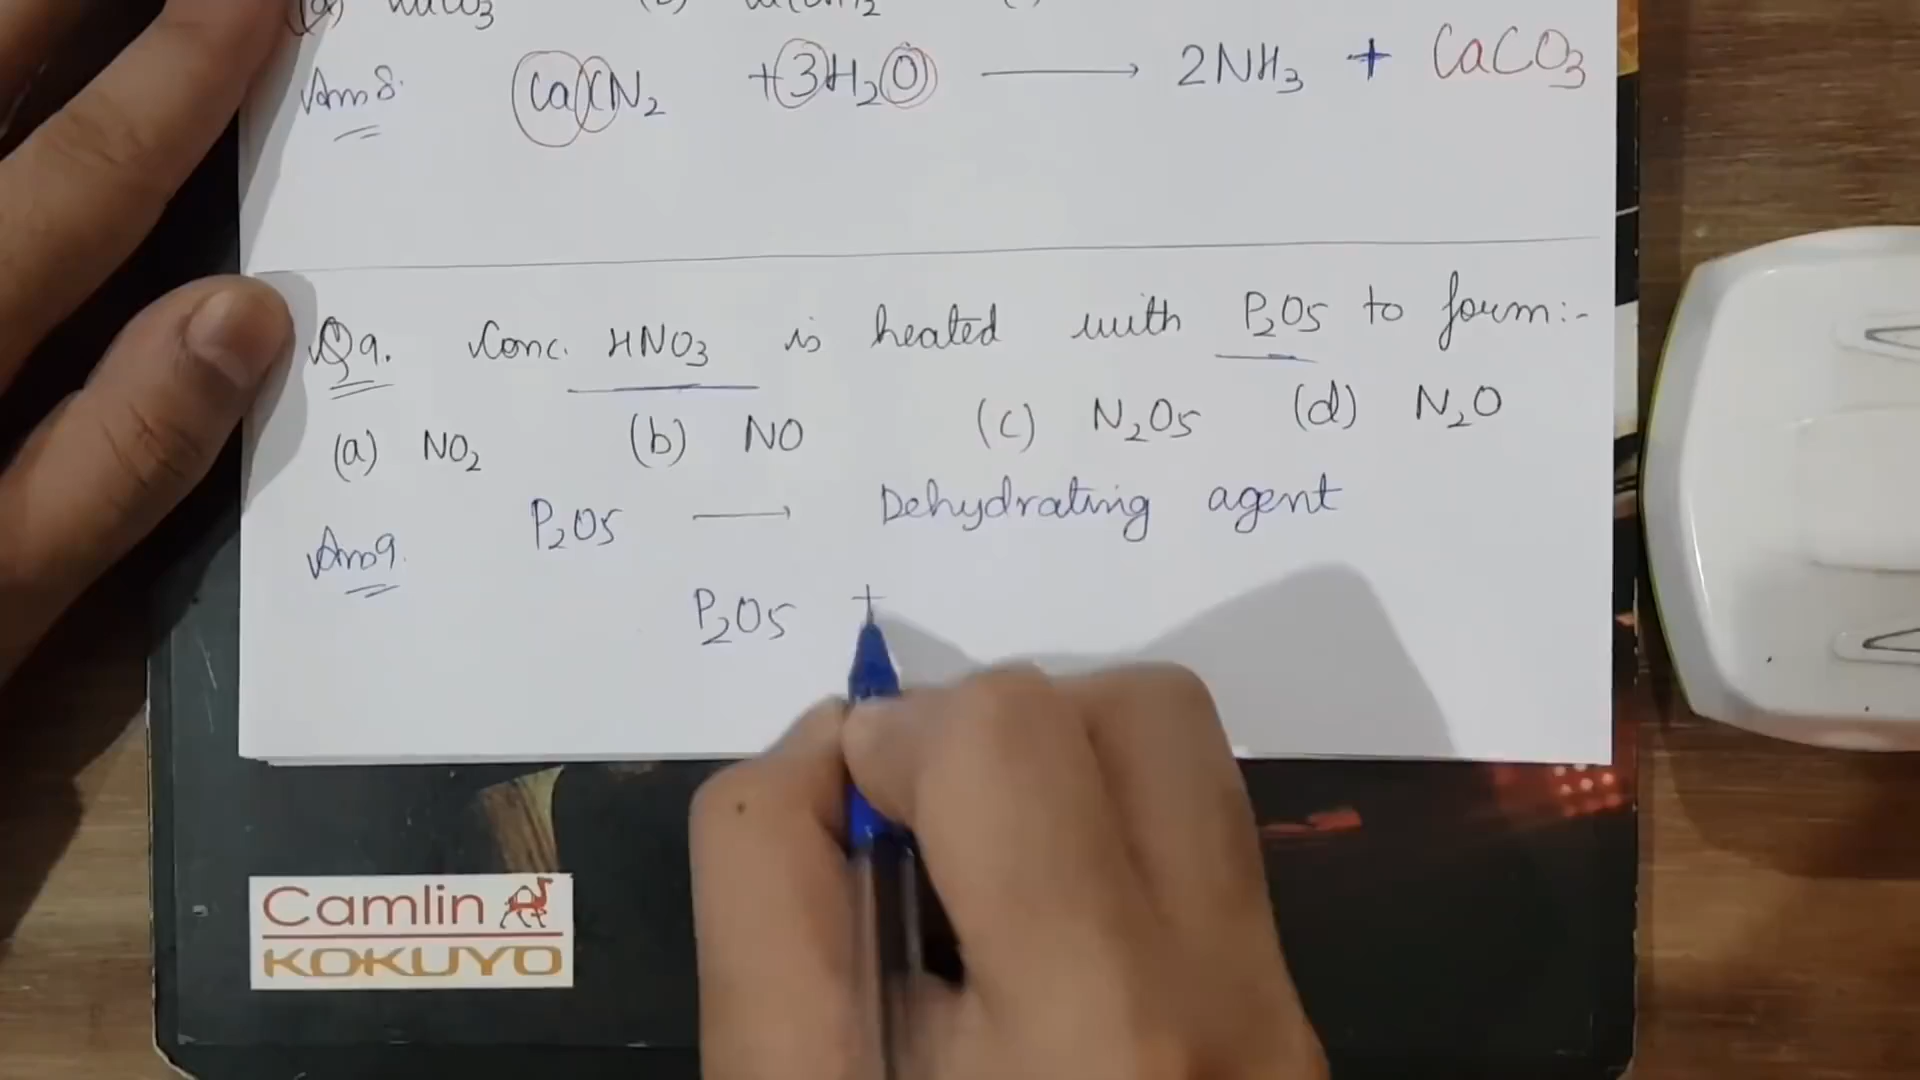 Ans 8. CaCN2 + 3H2O → 2NH3 + CaCO3
Q9. Conc. HNO3 is heated with P2O5 to form:-
(a) NO2 (b) NO (c) N2O5 (d) N2O
Ans 9. P2O5 → Dehydrating agent
P2O5 +
Camlin
KOKUYO